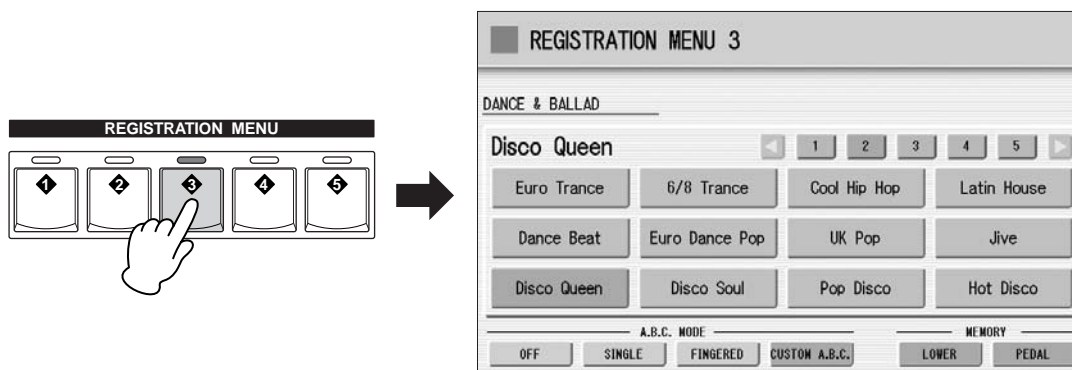 REGISTRATION MENU
1 2 3 4 5
REGISTRATION MENU 3
DANCE & BALLAD
Disco Queen 1 2 3 4 5
Euro Trance 6/8 Trance Cool Hip Hop Latin House
Dance Beat Euro Dance Pop UK Pop Jive
Disco Queen Disco Soul Pop Disco Hot Disco
A.B.C. MODE MEMORY
OFF SINGLE FINGERED CUSTOM A.B.C. LOWER PEDAL